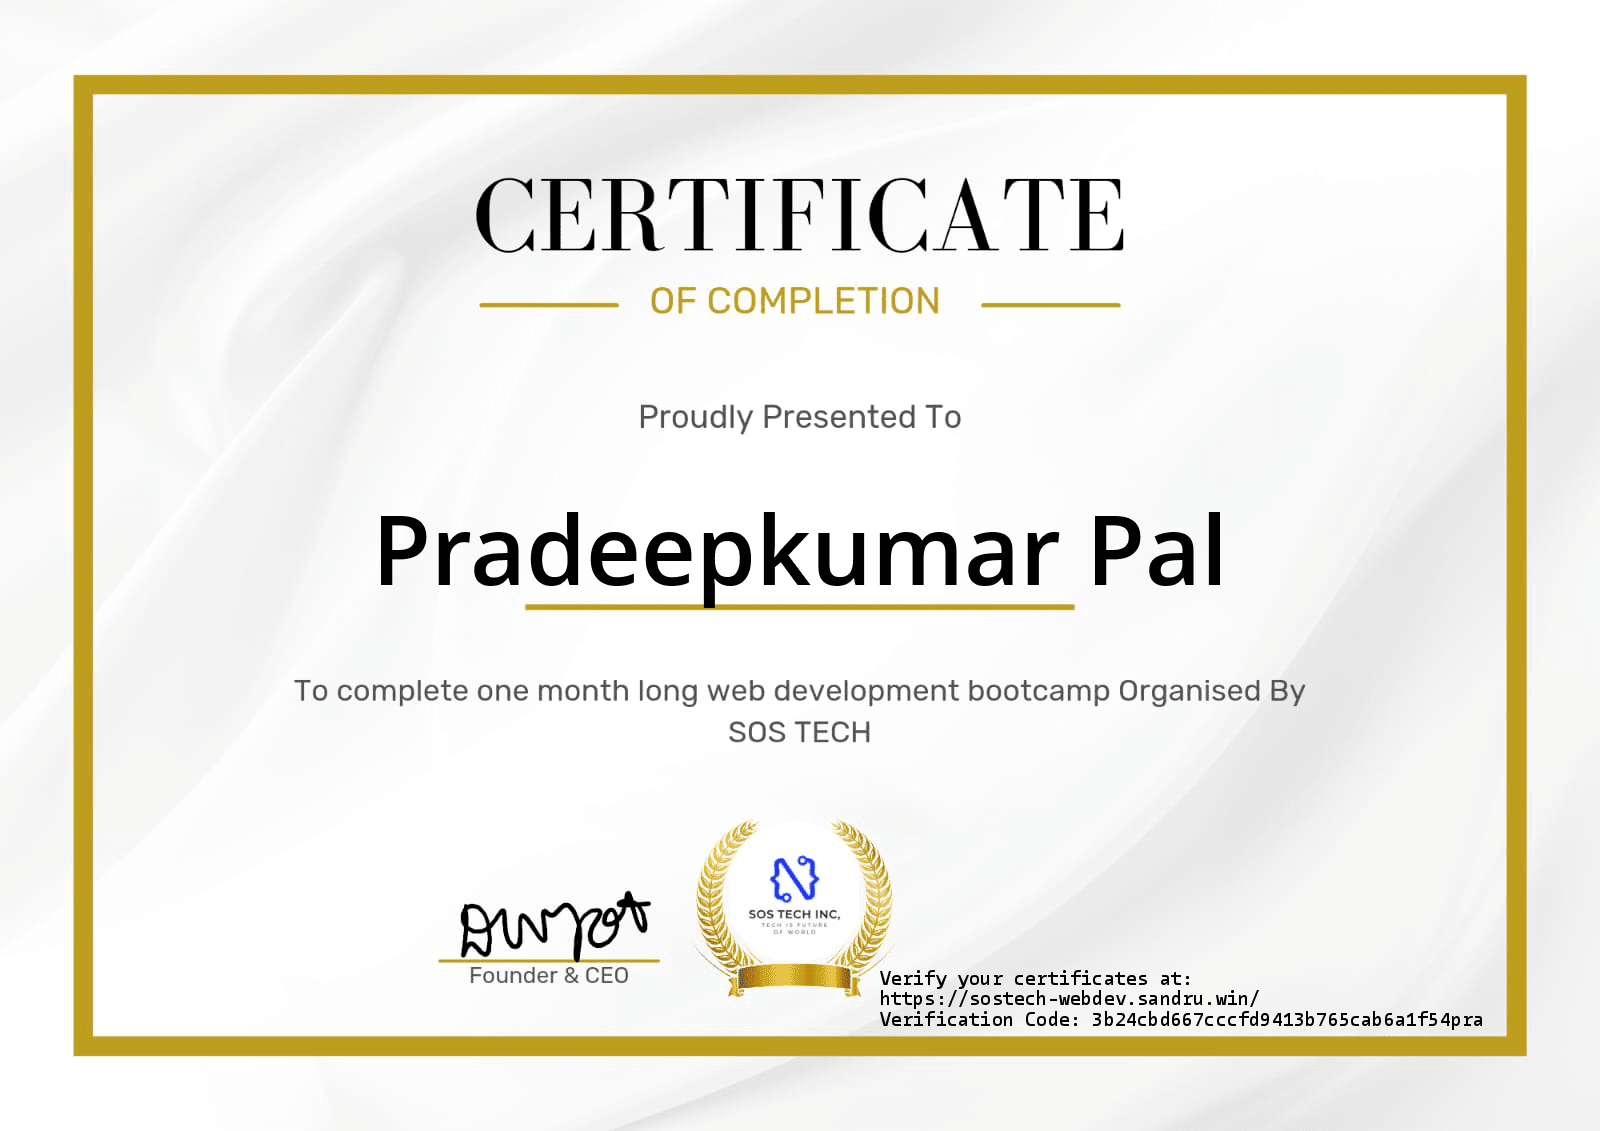 CERTIFICATE
OF COMPLETION
Proudly Presented To
Pradeepkumar Pal
To complete one month long web development bootcamp Organised By
SOS TECH
SOS TECH INC,
TECH IS FUTURE
OF WORLD
Founder & CEO
Verify your certificates at:
https://sostech-webdev.sandru.win/
Verification Code: 3b24cbd667cccfd9413b765cab6a1f54pra